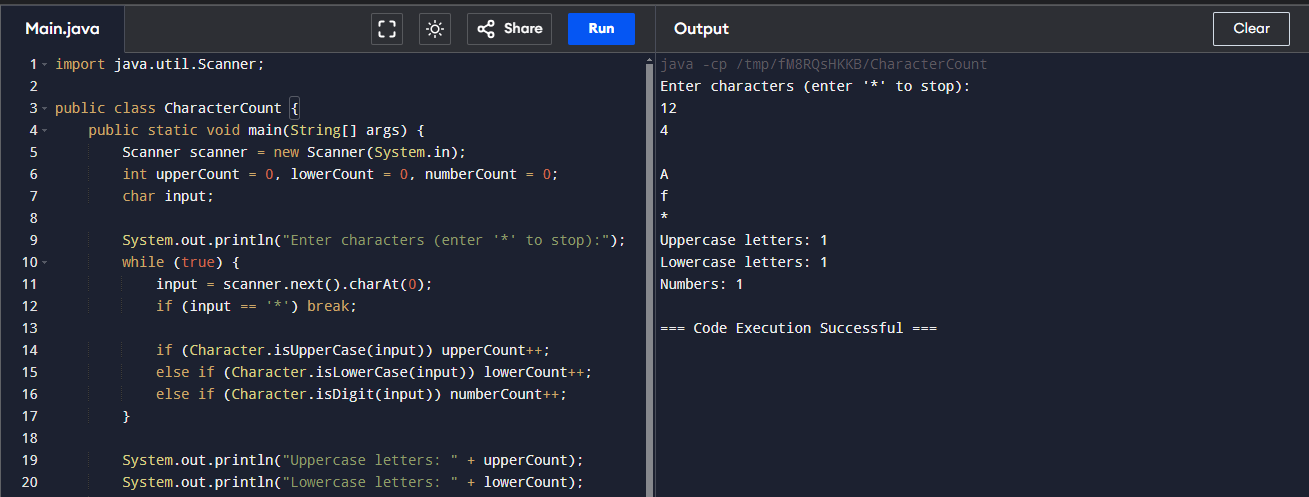 Main.java
Share
Run
Output
Clear
1 import java.util.Scanner;
2
3 public class CharacterCount {
4 public static void main(String[] args) {
5 Scanner scanner = new Scanner(System.in);
6 int upperCount = 0, lowerCount = 0, numberCount = 0;
7 char input;
8
9 System.out.println("Enter characters (enter '*' to stop):");
10 while (true) {
11 input = scanner.next().charAt(0);
12 if (input == '*') break;
13
14 if (Character.isUpperCase(input)) upperCount++;
15 else if (Character.isLowerCase(input)) lowerCount++;
16 else if (Character.isDigit(input)) numberCount++;
17 }
18
19 System.out.println("Uppercase letters: " + upperCount);
20 System.out.println("Lowercase letters: " + lowerCount);
java -cp /tmp/fM8RQsHKKB/CharacterCount
Enter characters (enter '*' to stop):
12
4
A
f
*
Uppercase letters: 1
Lowercase letters: 1
Numbers: 1
=== Code Execution Successful ===